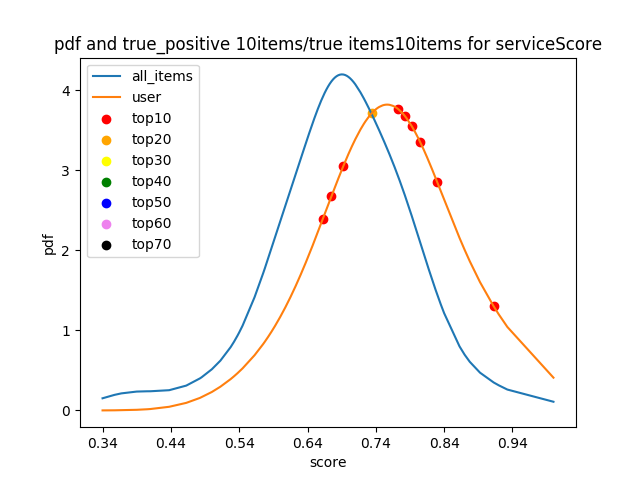 pdf and true_positive 10items/true items10items for serviceScore
all_items
user
top10
top20
top30
top40
top50
top60
top70
pdf
4
3
2
1
0
0.34 0.44 0.54 0.64 0.74 0.84 0.94
score